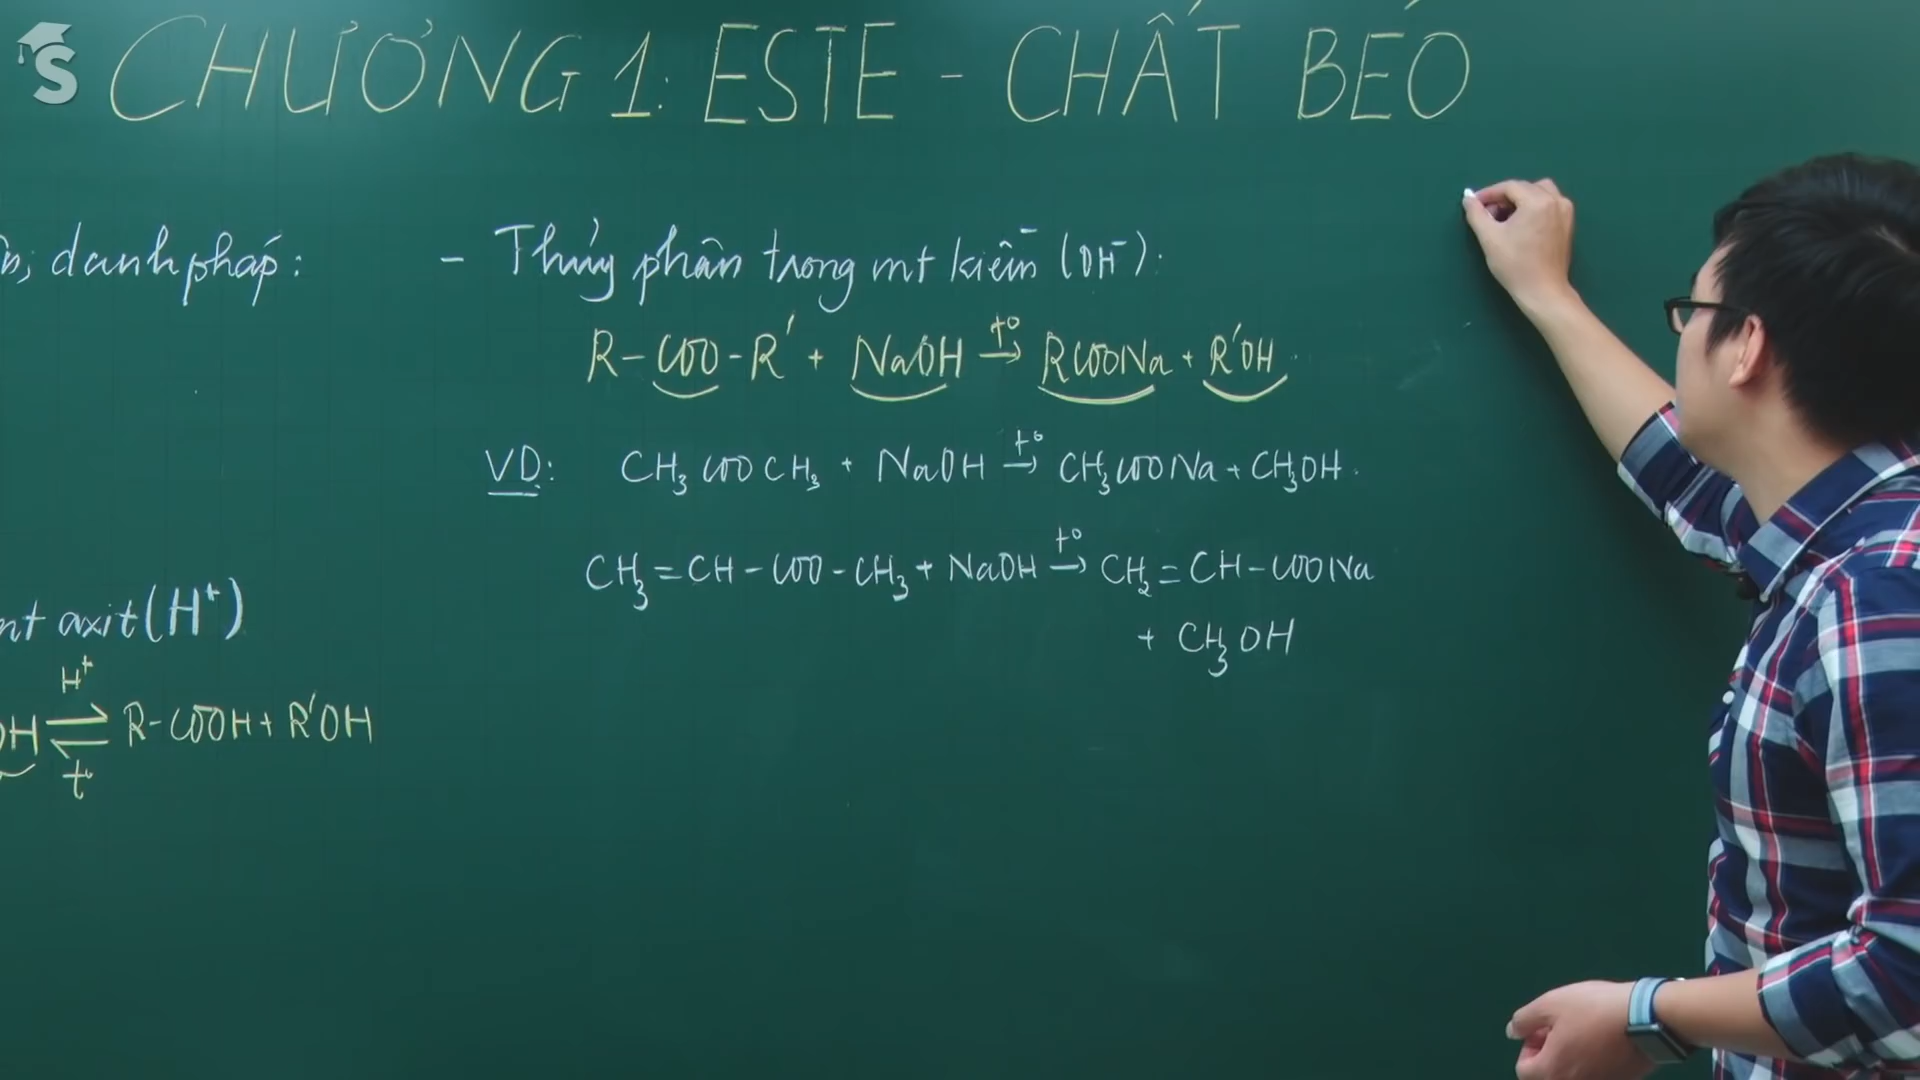 S
CHƯƠNG 1: ESTE - CHẤT BÉO
danh pháp:
mt axit (H⁺)
H⁺
OH ⇌ R-COOH + R'OH
t°
- Thủy phân trong mt kiềm (OH⁻):
R-COO-R' + NaOH →(t°) RCOONa + R'OH.
VD: CH₃COOCH₃ + NaOH →(t°) CH₃COONa + CH₃OH.
CH₃=CH-COO-CH₃ + NaOH →(t°) CH₂=CH-COONa
+ CH₃OH